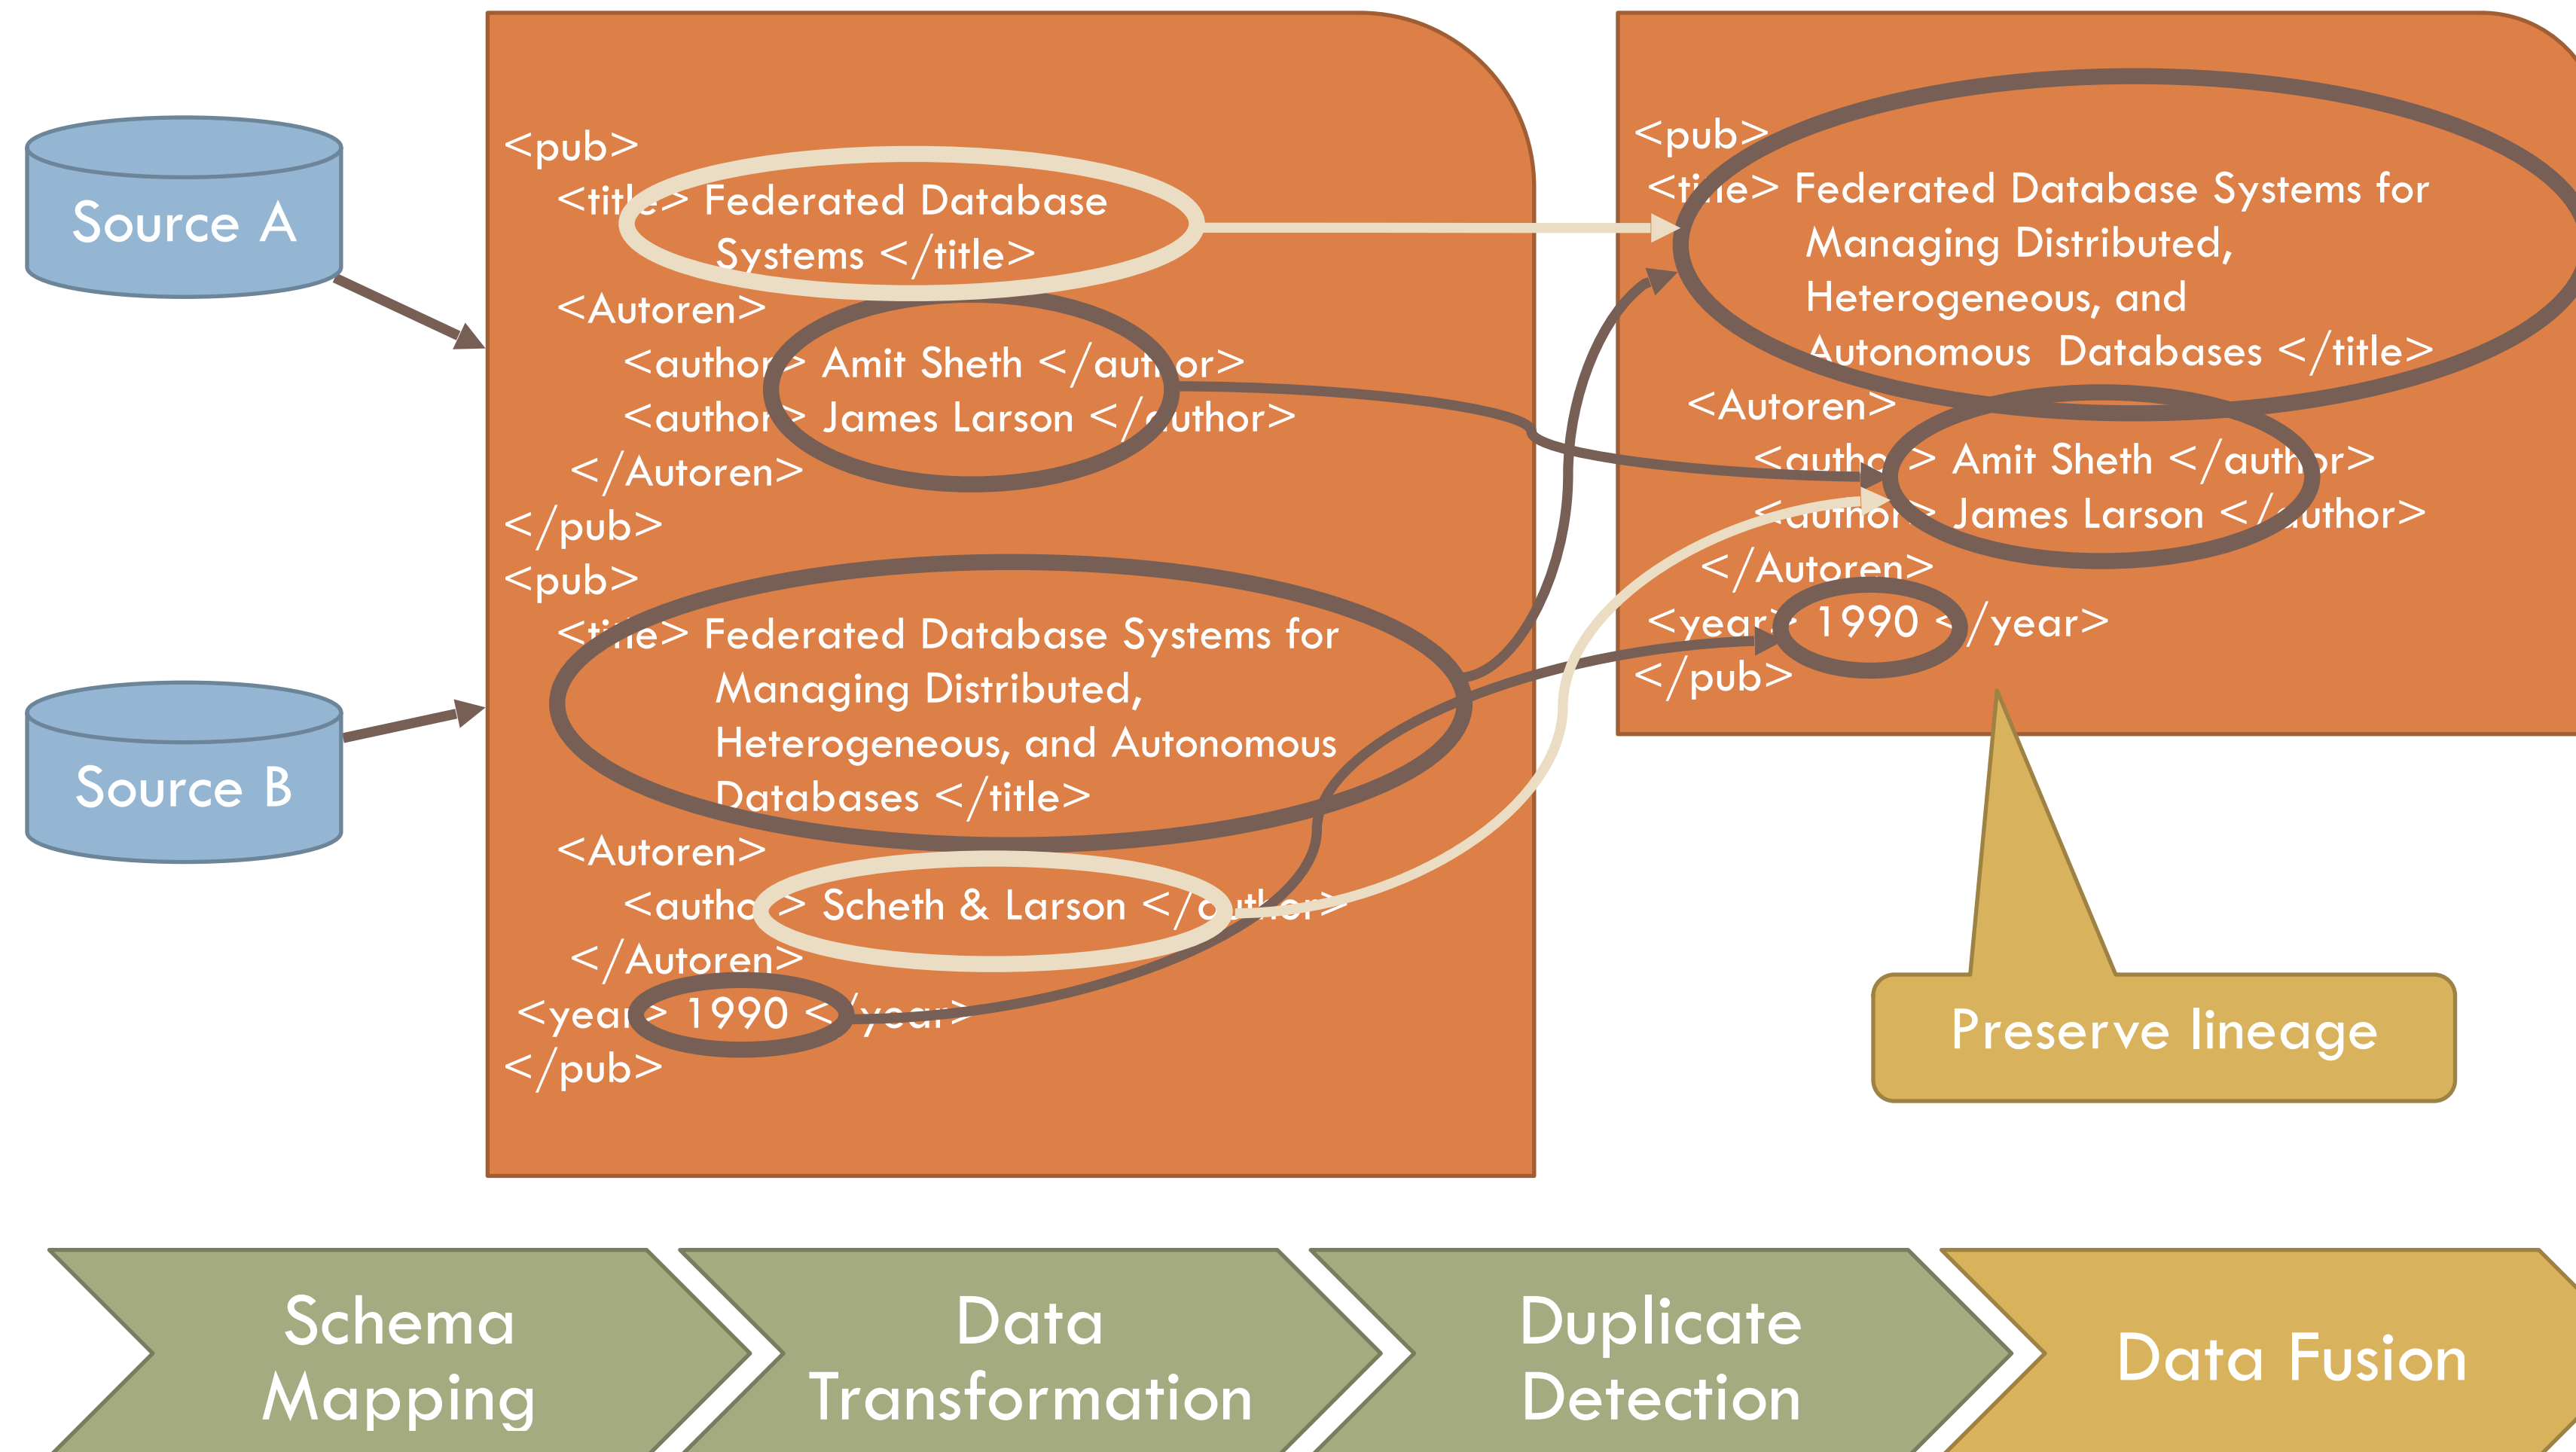 Source A
Source B
<pub>
<title> Federated Database
Systems </title>
<Autoren>
<author> Amit Sheth </author>
<author> James Larson </author>
</Autoren>
</pub>
<pub>
<title> Federated Database Systems for
Managing Distributed,
Heterogeneous, and Autonomous
Databases </title>
<Autoren>
<author> Scheth & Larson </author>
</Autoren>
<year> 1990 </year>
</pub>
<pub>
<title> Federated Database Systems for
Managing Distributed,
Heterogeneous, and
Autonomous Databases </title>
<Autoren>
<author> Amit Sheth </author>
<author> James Larson </author>
</Autoren>
<year> 1990 </year>
</pub>
Preserve lineage
Schema
Mapping
Data
Transformation
Duplicate
Detection
Data Fusion